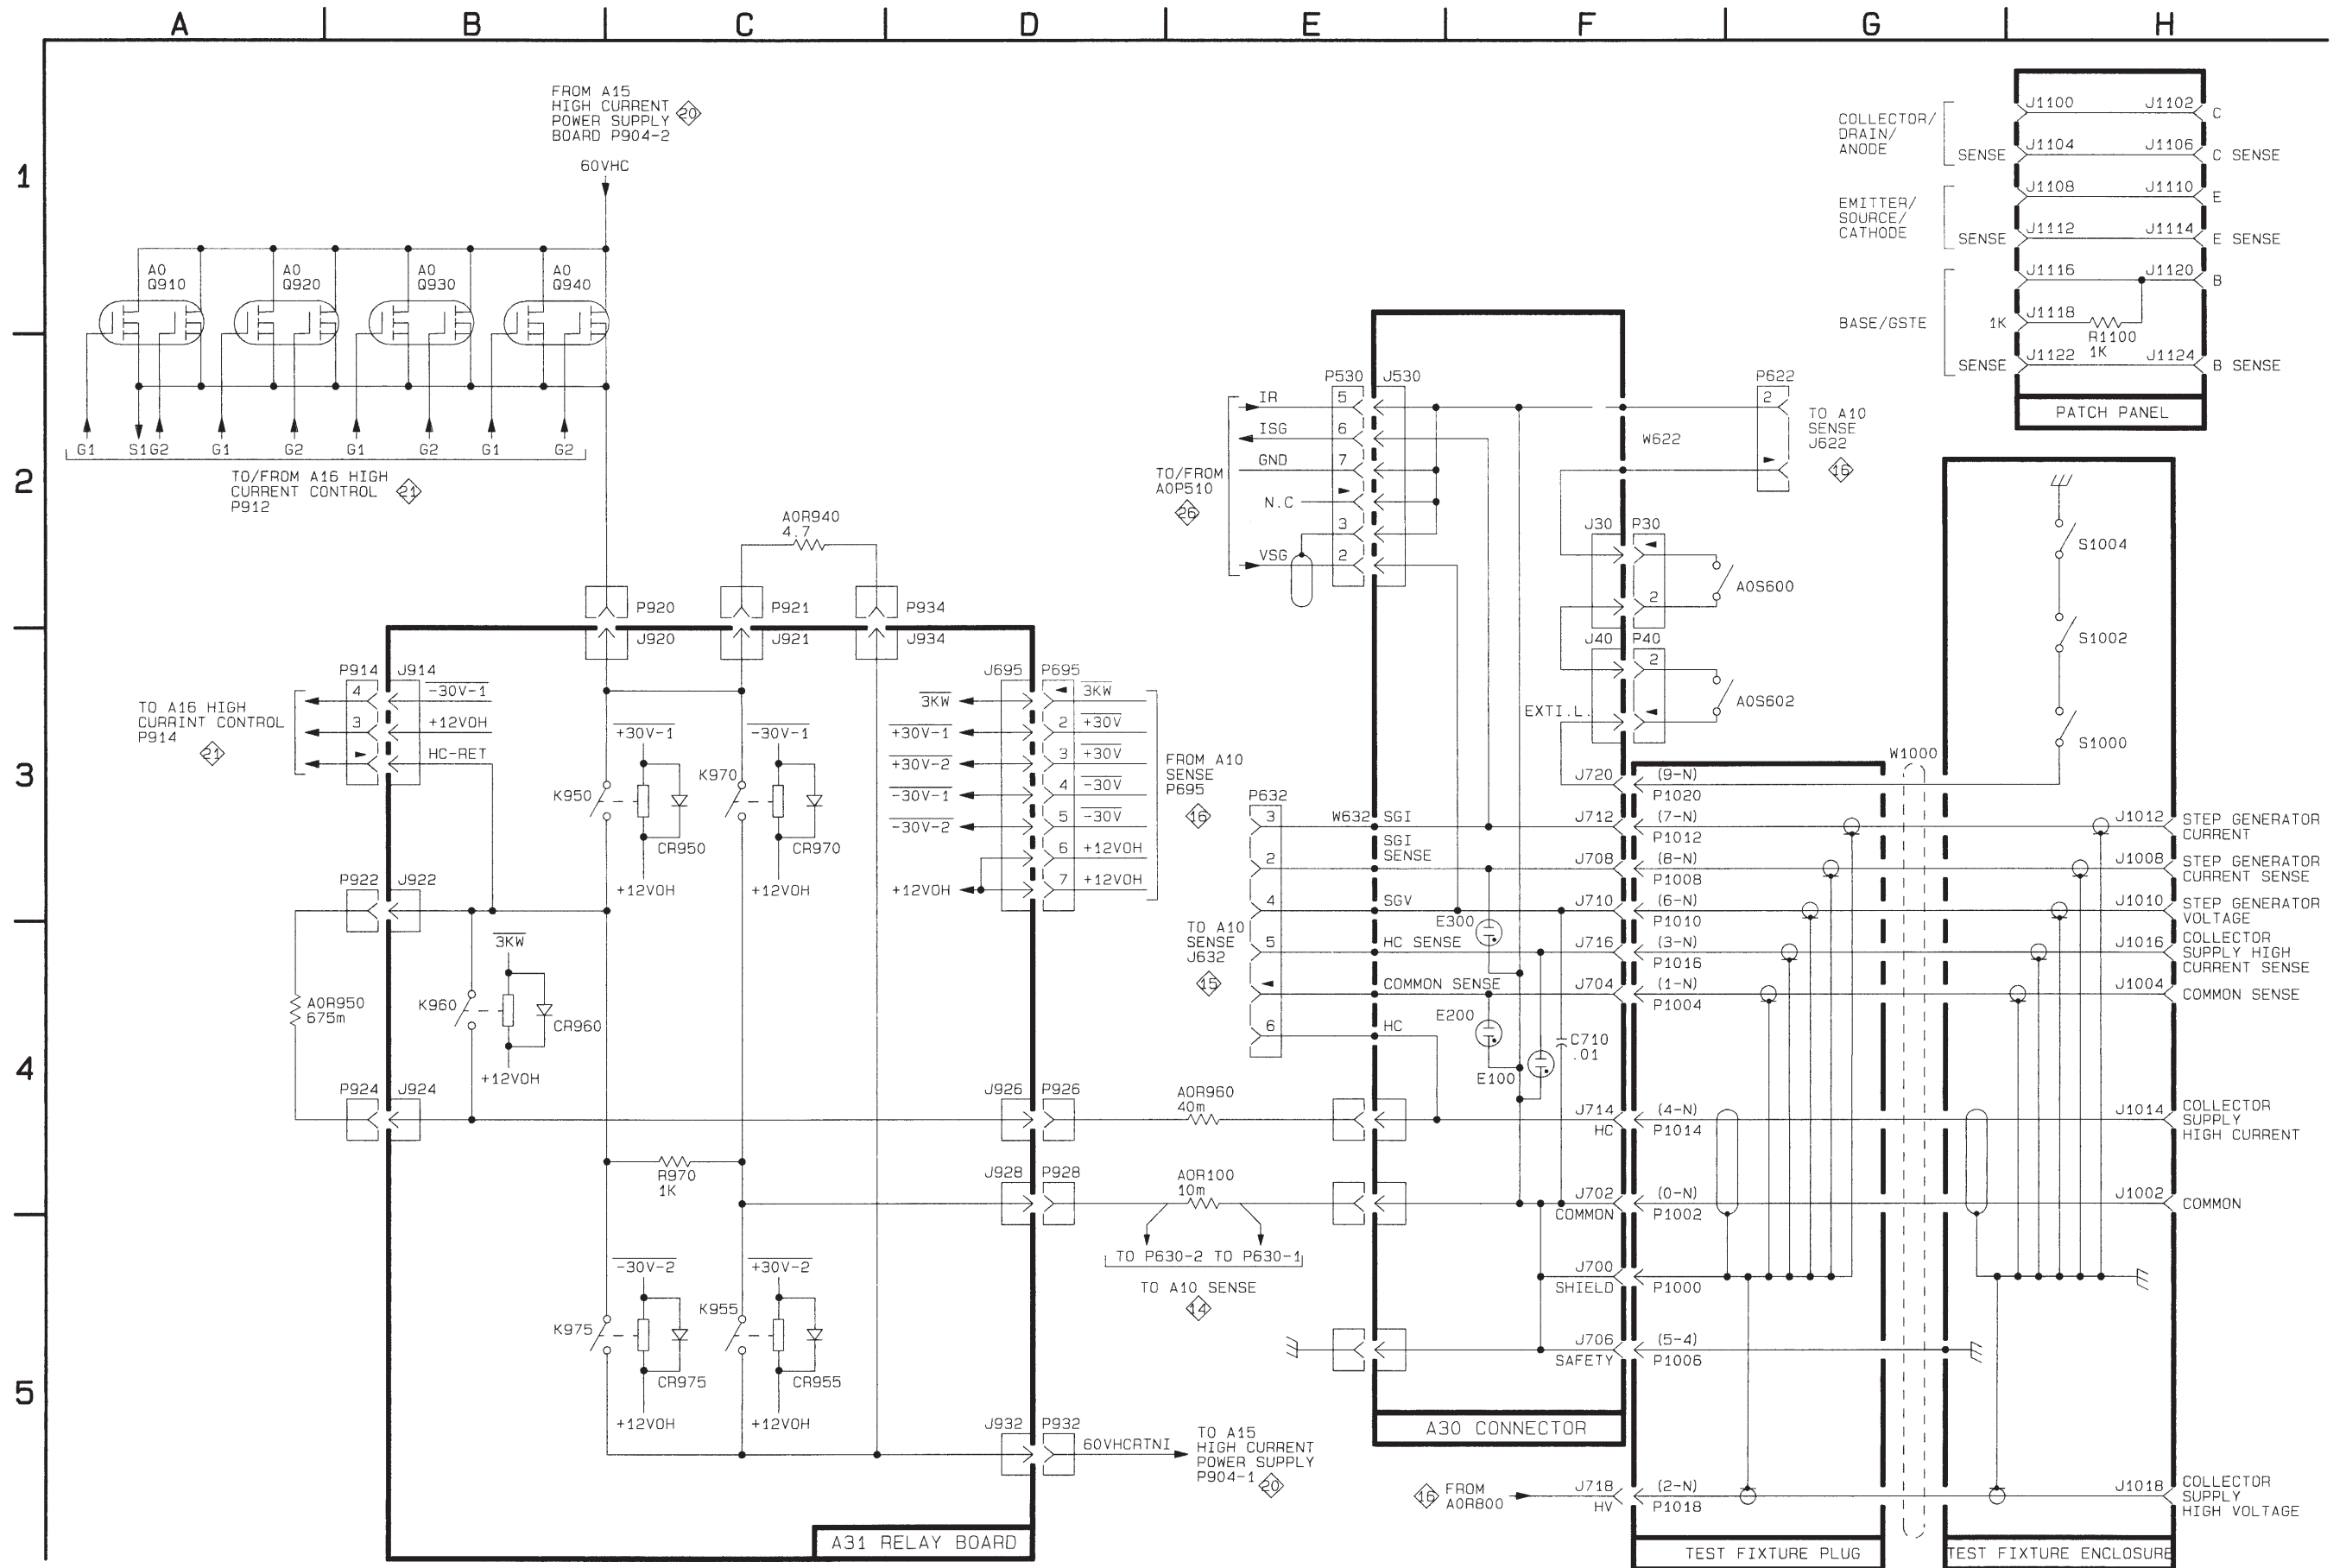 A B C D E F G H
1
2
3
4
5
FROM A15
HIGH CURRENT
POWER SUPPLY
BOARD P904-2
20
60VHC
A0
Q910
A0
Q920
A0
Q930
A0
Q940
G1 S1 G2 G1 G2 G1 G2 G1 G2
TO/FROM A16 HIGH
CURRENT CONTROL
P912
21
A0R940
4.7
P920 P921 P934
J920 J921 J934
P914 J914
4 -30V-1
3 +12V0H
HC-RET
TO A16 HIGH
CURRINT CONTROL
P914
21
+30V-1
K950
CR950
+12V0H
-30V-1
K970
CR970
+12V0H
J695 P695
3KW 3KW
+30V-1 2 +30V
+30V-2 3 +30V
-30V-1 4 -30V
-30V-2 5 -30V
6 +12V0H
+12V0H 7 +12V0H
FROM A10
SENSE
P695
16
P922 J922
A0R950
675m
3KW
K960
CR960
+12V0H
P924 J924
R970
1K
J926 P926
A0R960
40m
J928 P928
A0R100
10m
TO P630-2 TO P630-1
TO A10 SENSE
14
-30V-2
K975
CR975
+12V0H
+30V-2
K955
CR955
+12V0H
J932 P932
60VHCRTNI
TO A15
HIGH CURRENT
POWER SUPPLY
P904-1
20
A31 RELAY BOARD
P530 J530
IR 5
ISG 6
GND 7
N.C
3
VSG 2
TO/FROM
A0P510
26
P622
2
TO A10
SENSE
J622
16
W622
J30 P30
2
A0S600
J40 P40
2
A0S602
EXTI.L.
P632
W632
3 SGI
SGI
SENSE
2
4 SGV
5 HC SENSE
COMMON SENSE
6 HC
TO A10
SENSE
J632
15
E300
E200
E100
C710
.01
J720 (9-N)
P1020
J712 (7-N)
P1012
J708 (8-N)
P1008
J710 (6-N)
P1010
J716 (3-N)
P1016
J704 (1-N)
P1004
J714 (4-N)
HC P1014
J702 (0-N)
COMMON P1002
J700
SHIELD P1000
J706 (5-4)
SAFETY P1006
A30 CONNECTOR
16
FROM
A0R800
J718 (2-N)
HV P1018
TEST FIXTURE PLUG
W1000
S1004
S1002
S1000
J1012 STEP GENERATOR
CURRENT
J1008 STEP GENERATOR
CURRENT SENSE
J1010 STEP GENERATOR
VOLTAGE
J1016 COLLECTOR
SUPPLY HIGH
CURRENT SENSE
J1004 COMMON SENSE
J1014 COLLECTOR
SUPPLY
HIGH CURRENT
J1002 COMMON
J1018 COLLECTOR
SUPPLY
HIGH VOLTAGE
TEST FIXTURE ENCLOSURE
COLLECTOR/
DRAIN/
ANODE
J1100 J1102 C
SENSE J1104 J1106 C SENSE
EMITTER/
SOURCE/
CATHODE
J1108 J1110 E
SENSE J1112 J1114 E SENSE
BASE/GSTE
J1116 J1120 B
1K J1118
R1100
1K
SENSE J1122 J1124 B SENSE
PATCH PANEL